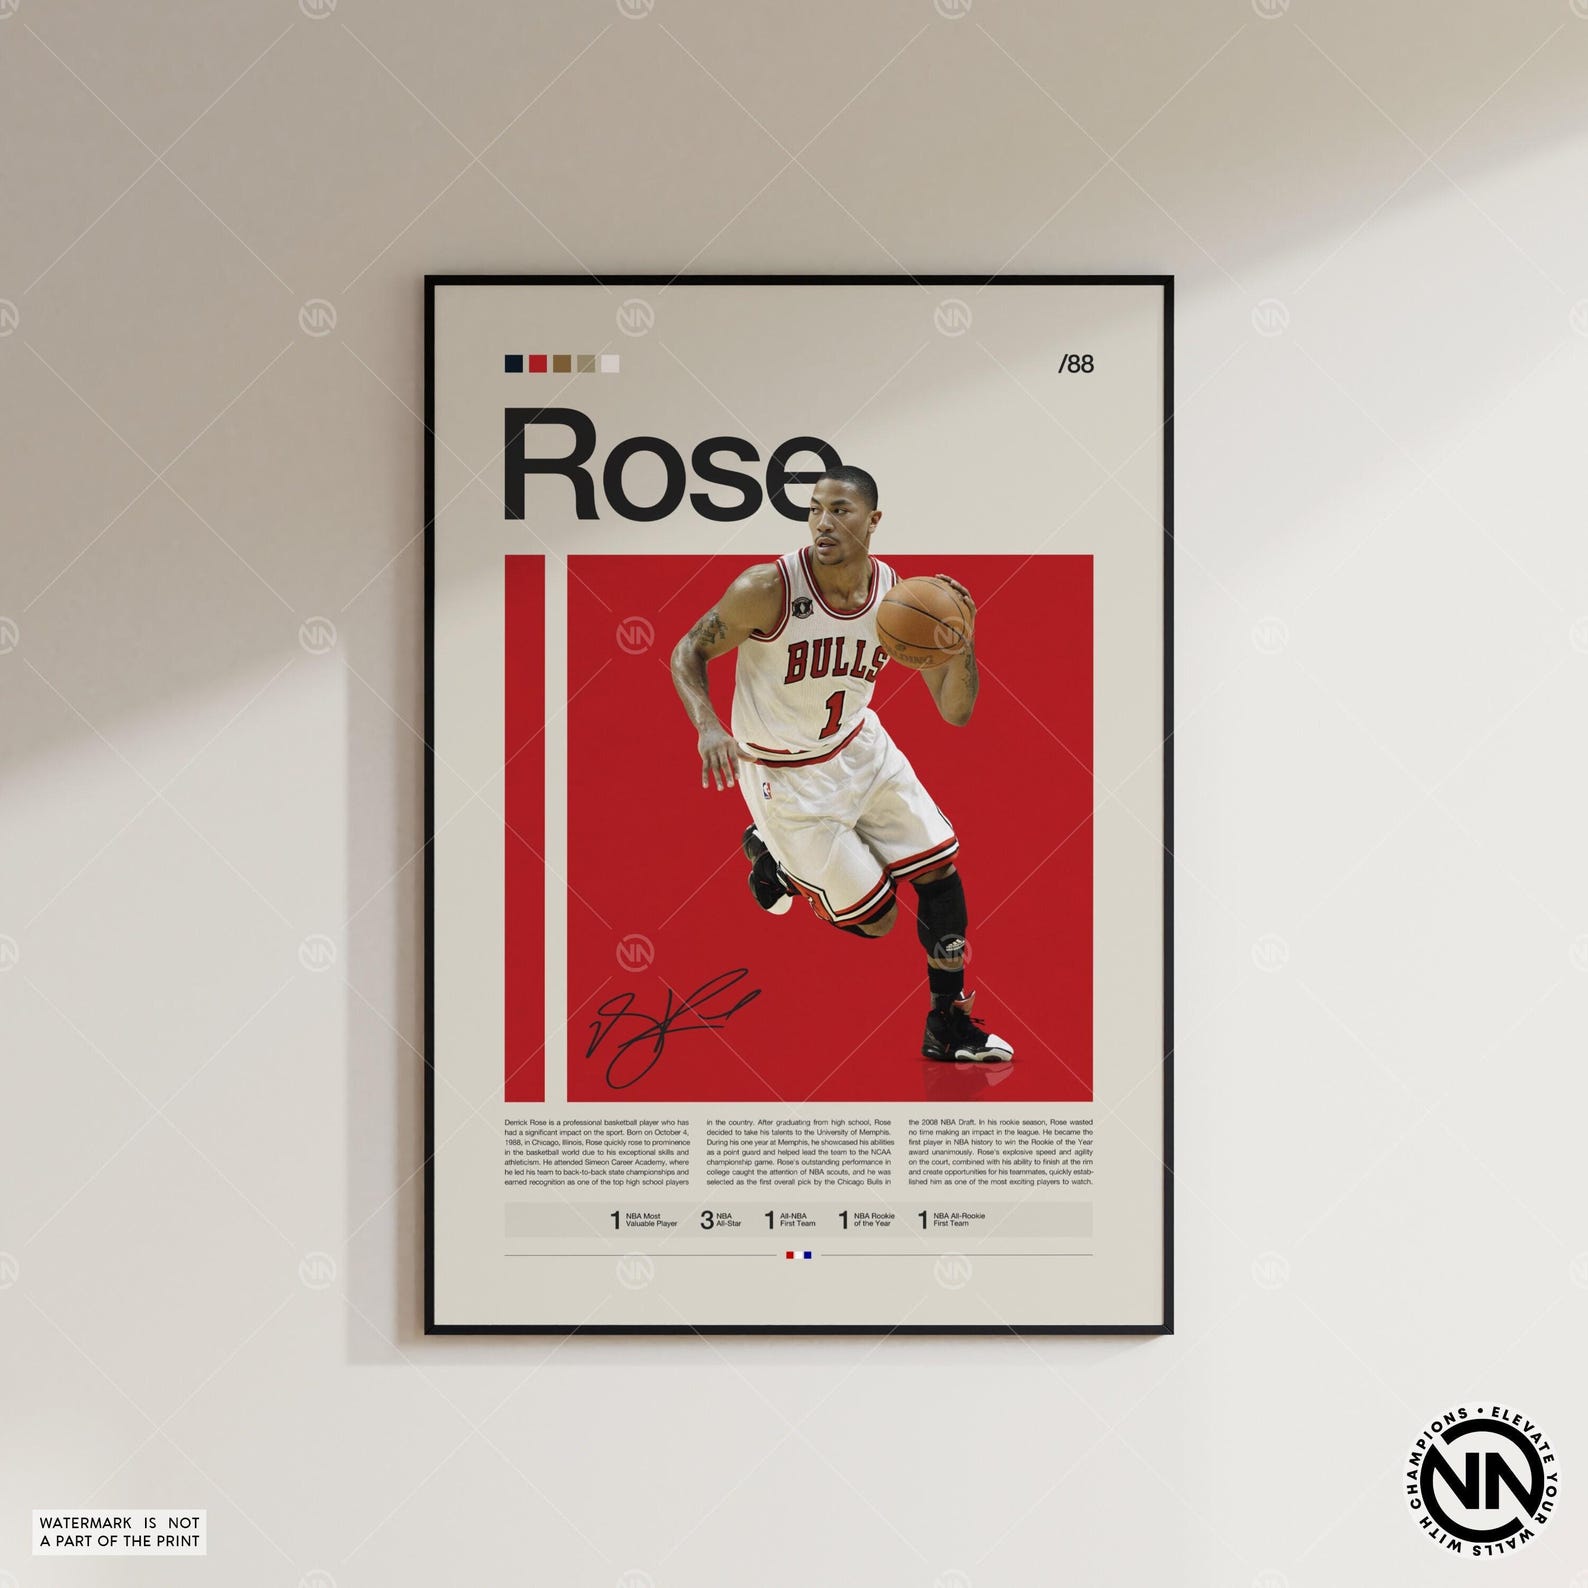 /88
Rose
BULLS
1
SPALDING
Derrick Rose is a professional basketball player who has
had a significant impact on the sport. Born on October 4,
1988, in Chicago, Illinois, Rose quickly rose to prominence
in the basketball world due to his exceptional skills and
athleticism. He attended Simeon Career Academy, where
he led his team to back-to-back state championships and
earned recognition as one of the top high school players
in the country. After graduating from high school, Rose
decided to take his talents to the University of Memphis.
During his one year at Memphis, he showcased his abilities
as a point guard and helped lead the team to the NCAA
championship game. Rose's outstanding performance in
college caught the attention of NBA scouts, and he was
selected as the first overall pick by the Chicago Bulls in
the 2008 NBA Draft. In his rookie season, Rose wasted
no time making an impact in the league. He became the
first player in NBA history to win the Rookie of the Year
award unanimously. Rose's explosive speed and agility
on the court, combined with his ability to finish at the rim
and create opportunities for his teammates, quickly estab-
lished him as one of the most exciting players to watch.
1 NBA Most
Valuable Player
3 NBA
All-Star
1 All-NBA
First Team
1 NBA Rookie
of the Year
1 NBA All-Rookie
First Team
WATERMARK IS NOT
A PART OF THE PRINT
NN
ELEVATE YOUR WALLS WITH CHAMPIONS •